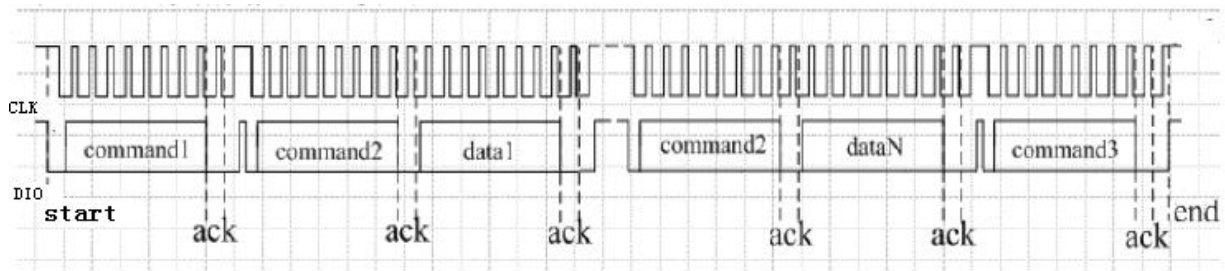 CLK
command1 command2 data1 command2 dataN command3
DIO
start end
ack ack ack ack ack ack